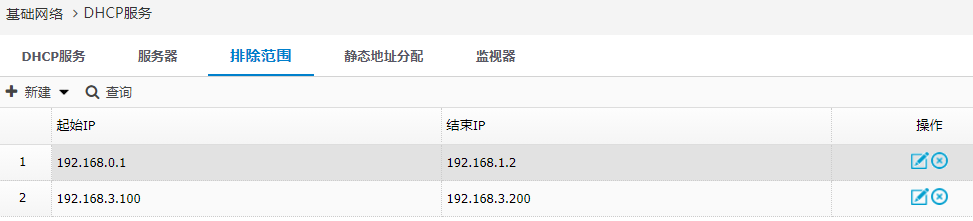 基础网络 > DHCP服务
DHCP服务 服务器 排除范围 静态地址分配 监视器
新建 查询
起始IP 结束IP 操作
1 192.168.0.1 192.168.1.2
2 192.168.3.100 192.168.3.200